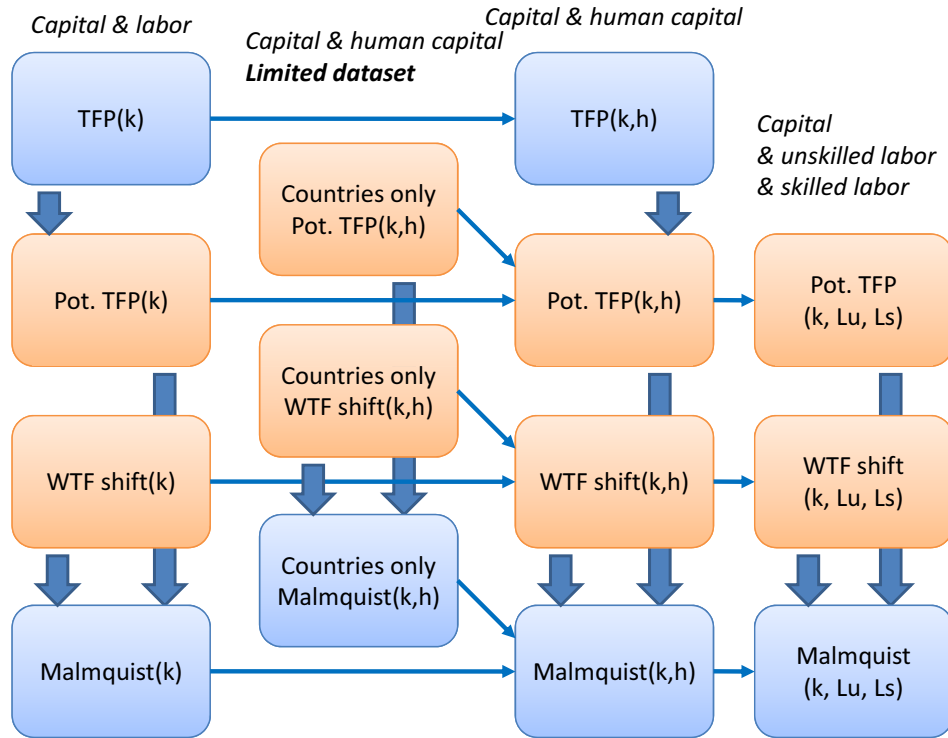 Capital & labor
Capital & human capital
Limited dataset
Capital & human capital
TFP(k)
TFP(k,h)
Capital
& unskilled labor
& skilled labor
Countries only
Pot. TFP(k,h)
Pot. TFP(k)
Pot. TFP(k,h)
Pot. TFP
(k, Lu, Ls)
Countries only
WTF shift(k,h)
WTF shift(k)
WTF shift(k,h)
WTF shift
(k, Lu, Ls)
Countries only
Malmquist(k,h)
Malmquist(k)
Malmquist(k,h)
Malmquist
(k, Lu, Ls)